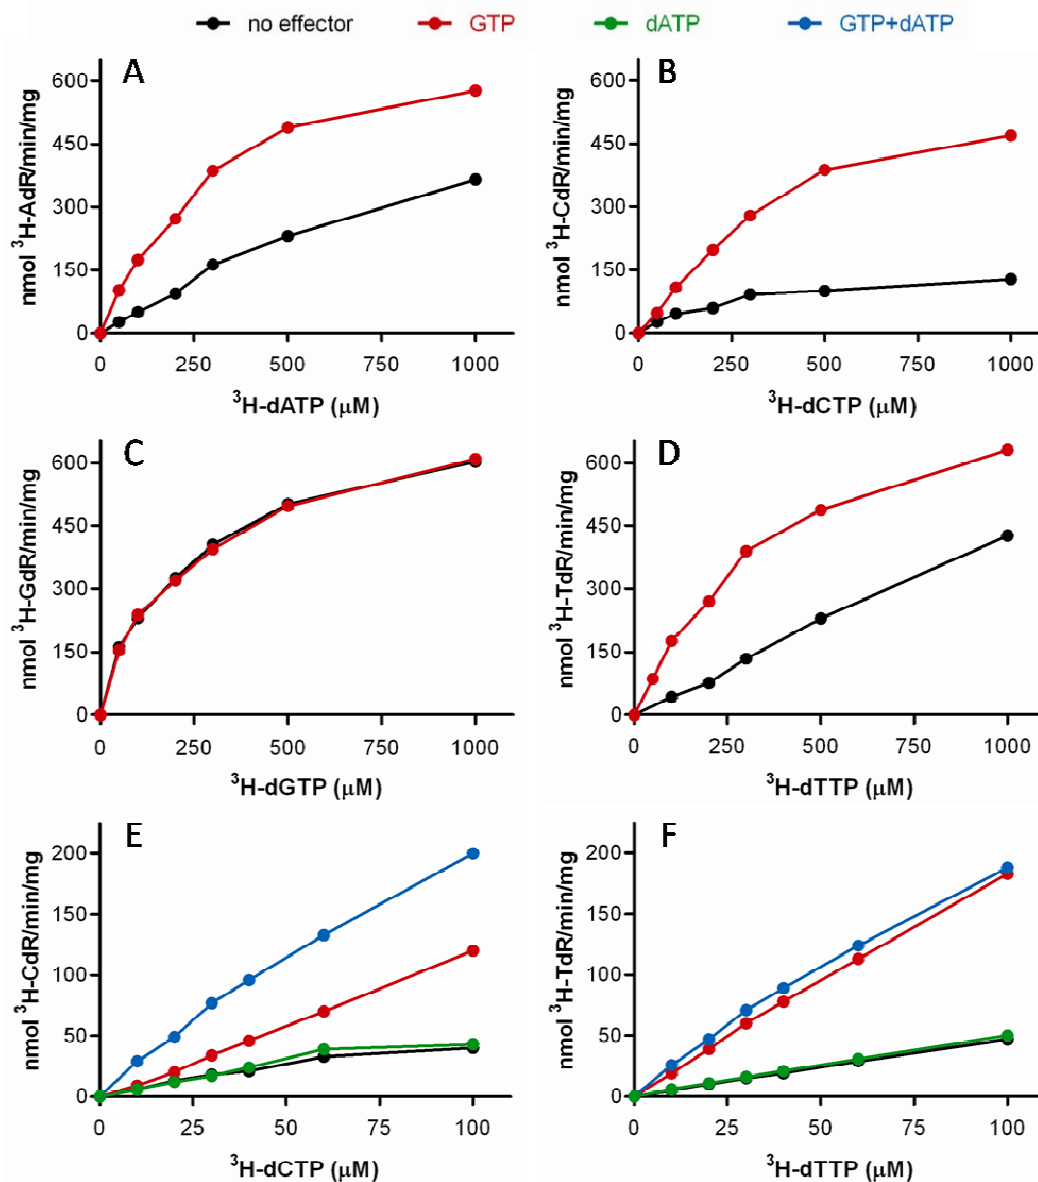 no effector GTP dATP GTP+dATP
A
nmol ³H-AdR/min/mg
600
450
300
150
0
0 250 500 750 1000
³H-dATP (μM)
B
nmol ³H-CdR/min/mg
600
450
300
150
0
0 250 500 750 1000
³H-dCTP (μM)
C
nmol ³H-GdR/min/mg
600
450
300
150
0
0 250 500 750 1000
³H-dGTP (μM)
D
nmol ³H-TdR/min/mg
600
450
300
150
0
0 250 500 750 1000
³H-dTTP (μM)
E
nmol ³H-CdR/min/mg
200
150
100
50
0
0 25 50 75 100
³H-dCTP (μM)
F
nmol ³H-TdR/min/mg
200
150
100
50
0
0 25 50 75 100
³H-dTTP (μM)